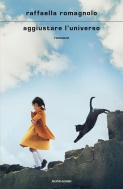 raffaella romagnolo
aggiustare l'universo
romanzo
MONDADORI